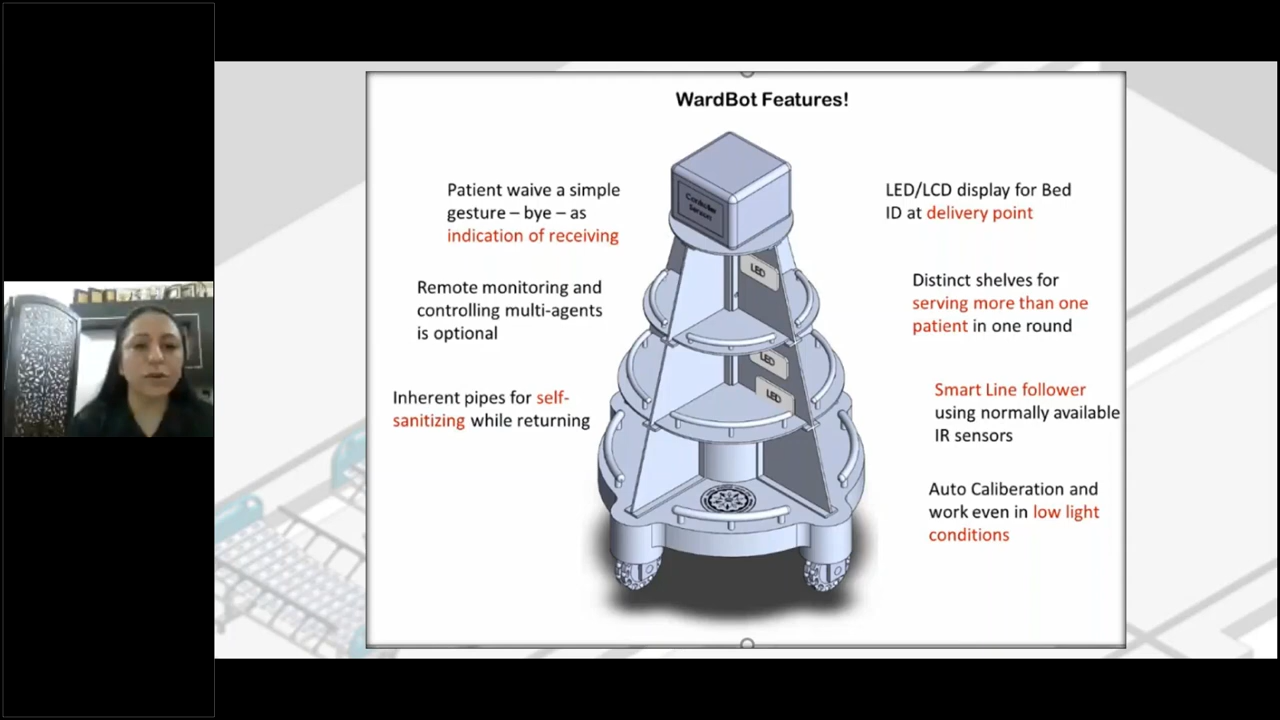 WardBot Features!
Patient waive a simple
gesture – bye – as
indication of receiving
Remote monitoring and
controlling multi-agents
is optional
Inherent pipes for self-
sanitizing while returning
Controller
Sensors
LED
LED
LED
LED/LCD display for Bed
ID at delivery point
Distinct shelves for
serving more than one
patient in one round
Smart Line follower
using normally available
IR sensors
Auto Caliberation and
work even in low light
conditions